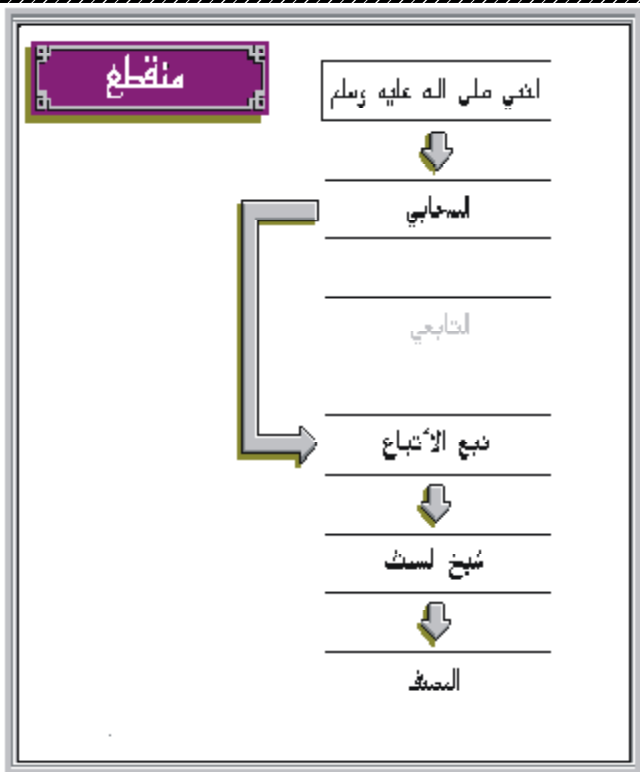 منقطع
النبي صلى الله عليه وسلم
الصحابي
التابعي
تبع الأتباع
شيخ المصنف
المصنف